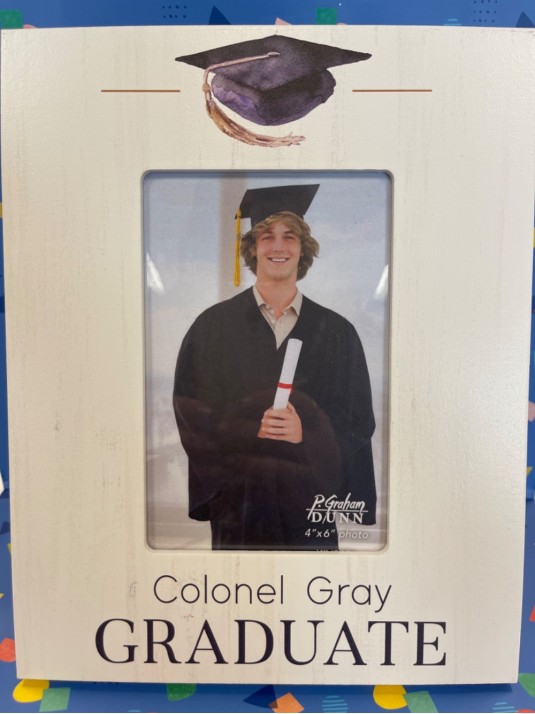 P. Graham
DUNN
4"x6" photo
Colonel Gray
GRADUATE